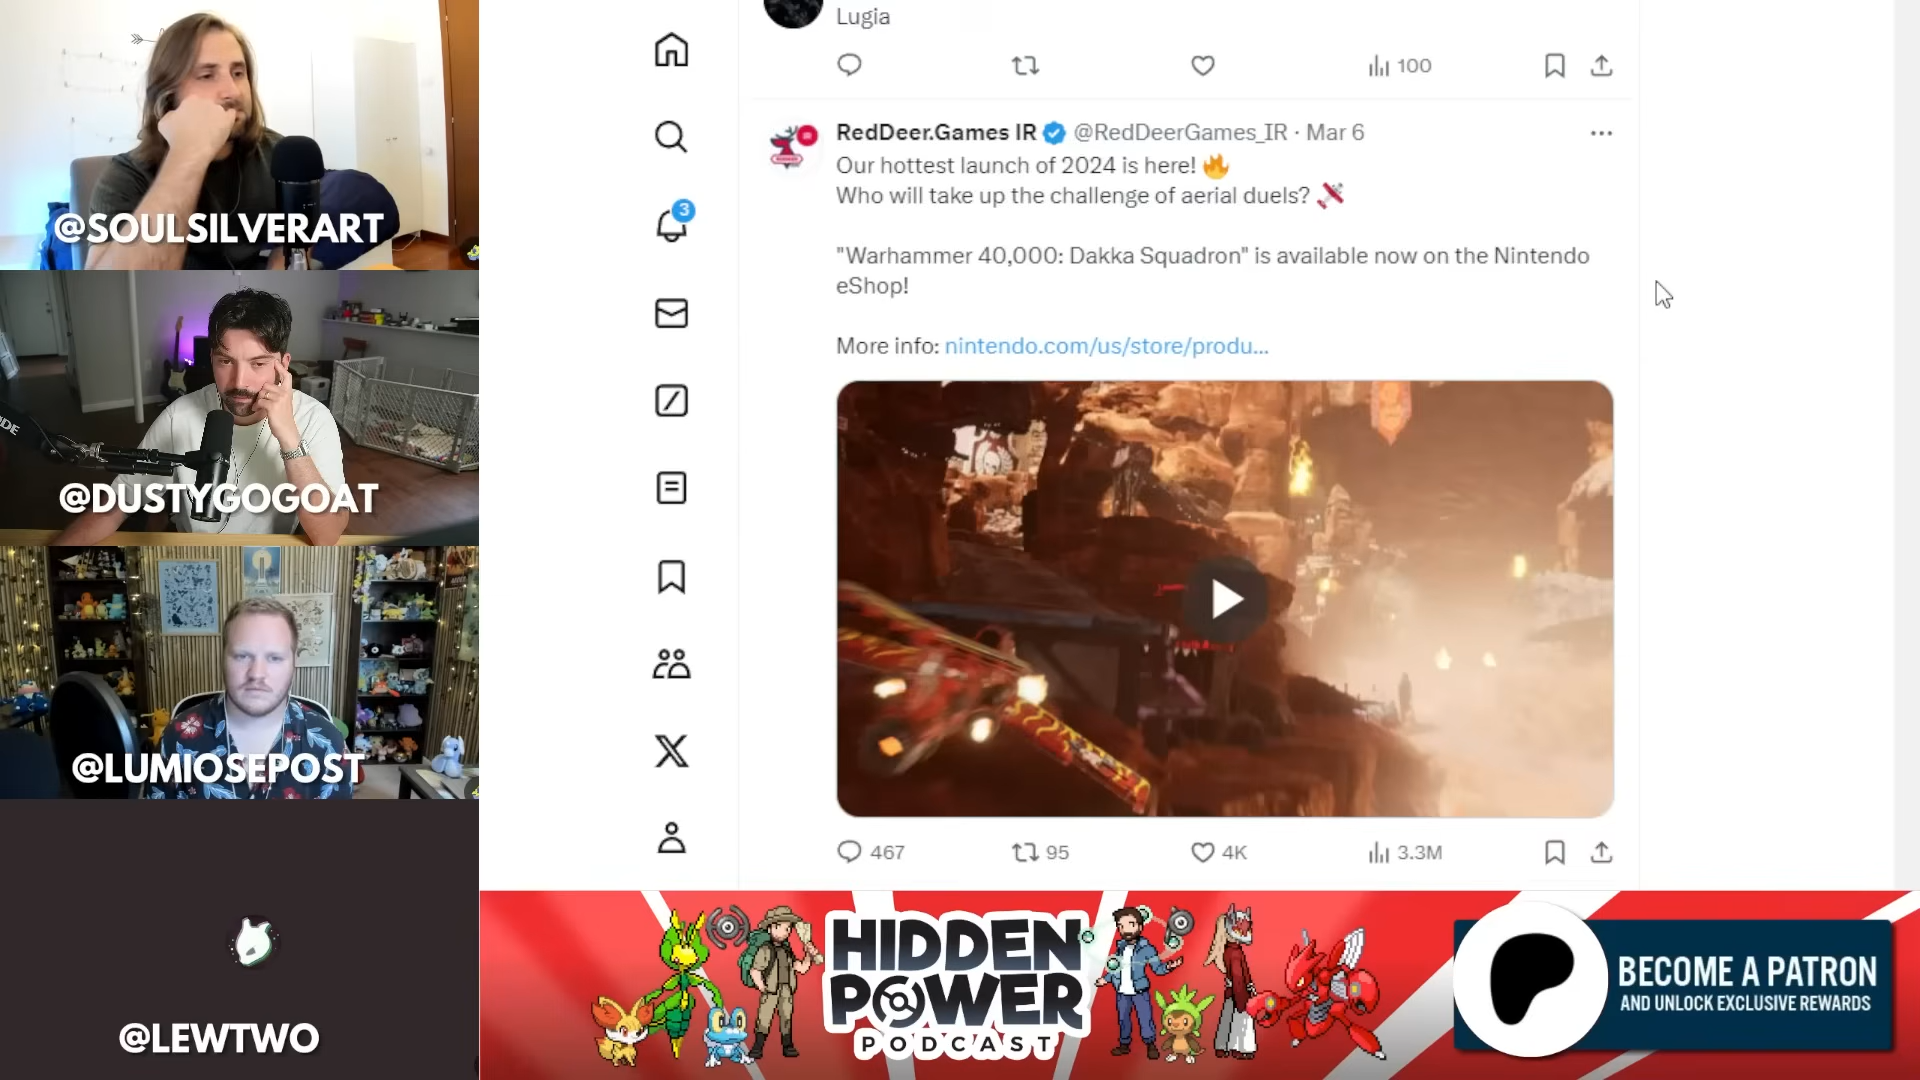 @SOULSILVERART
@DUSTYGOGOAT
@LUMIOSEPOST
@LEWTWO
Lugia
100
RedDeer.Games IR @RedDeerGames_IR · Mar 6
Our hottest launch of 2024 is here! 🔥
Who will take up the challenge of aerial duels? 🛩
"Warhammer 40,000: Dakka Squadron" is available now on the Nintendo
eShop!
More info: nintendo.com/us/store/produ...
3
467 95 4K 3.3M
HIDDEN
POWER
PODCAST
BECOME A PATRON
AND UNLOCK EXCLUSIVE REWARDS